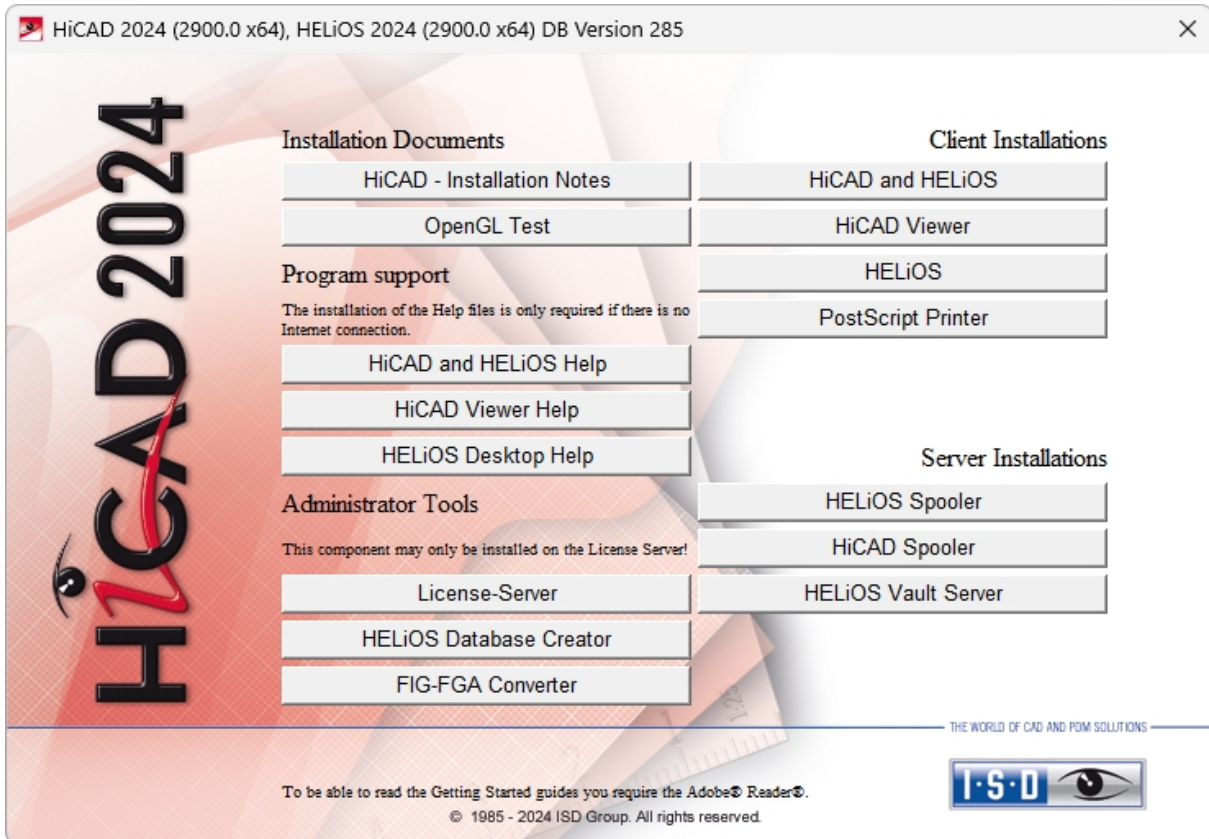 HiCAD 2024 (2900.0 x64), HELiOS 2024 (2900.0 x64) DB Version 285
HiCAD 2024
Installation Documents
HiCAD - Installation Notes
OpenGL Test
Program support
The installation of the Help files is only required if there is no
Internet connection.
HiCAD and HELiOS Help
HiCAD Viewer Help
HELiOS Desktop Help
Administrator Tools
This component may only be installed on the License Server!
License-Server
HELiOS Database Creator
FIG-FGA Converter
Client Installations
HiCAD and HELiOS
HiCAD Viewer
HELiOS
PostScript Printer
Server Installations
HELiOS Spooler
HiCAD Spooler
HELiOS Vault Server
THE WORLD OF CAD AND PDM SOLUTIONS
I·S·D
To be able to read the Getting Started guides you require the Adobe® Reader®.
© 1985 - 2024 ISD Group. All rights reserved.